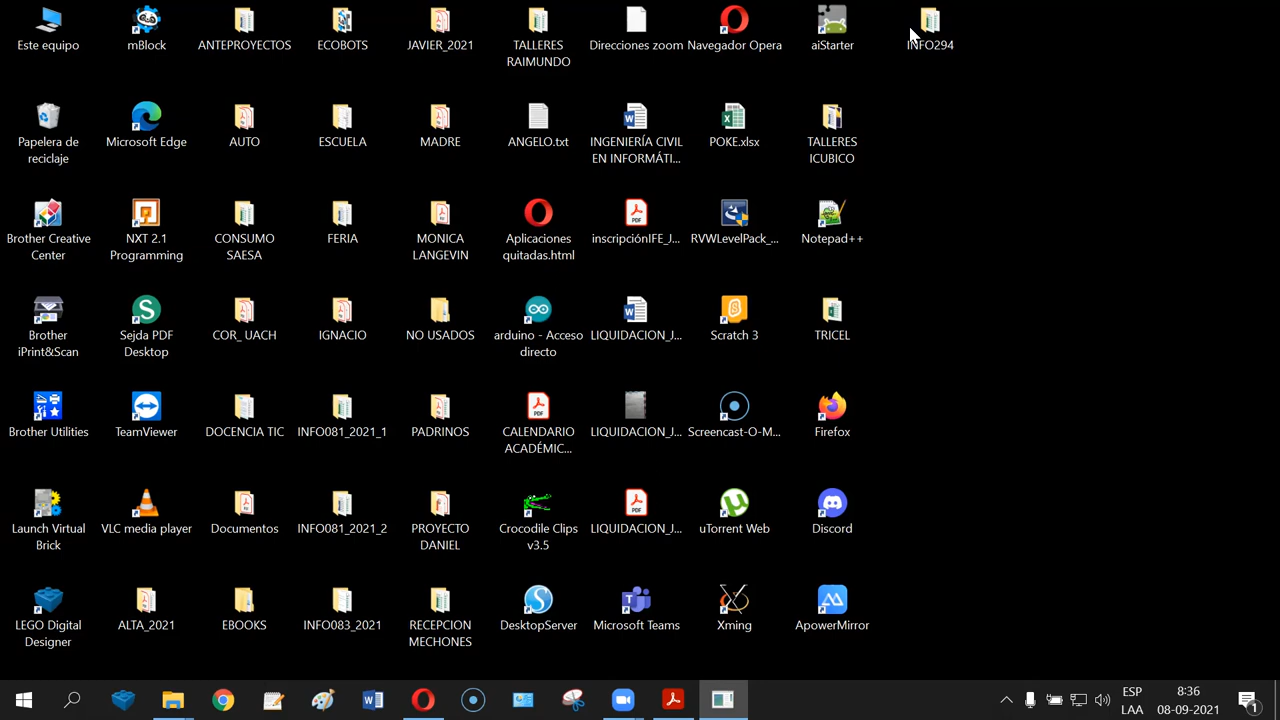 Este equipo
mBlock
ANTEPROYECTOS
ECOBOTS
JAVIER_2021
TALLERES
RAIMUNDO
Direcciones zoom
Navegador Opera
aiStarter
INFO294
Papelera de
reciclaje
Microsoft Edge
AUTO
ESCUELA
MADRE
ANGELO.txt
INGENIERÍA CIVIL
EN INFORMÁTI...
POKE.xlsx
TALLERES
ICUBICO
Brother Creative
Center
NXT 2.1
Programming
CONSUMO
SAESA
FERIA
MONICA
LANGEVIN
Aplicaciones
quitadas.html
inscripciónIFE_J...
RVWLevelPack_...
Notepad++
Brother
iPrint&Scan
Sejda PDF
Desktop
COR_ UACH
IGNACIO
NO USADOS
arduino - Acceso
directo
LIQUIDACION_J...
Scratch 3
TRICEL
Brother Utilities
TeamViewer
DOCENCIA TIC
INFO081_2021_1
PADRINOS
CALENDARIO
ACADÉMIC...
LIQUIDACION_J...
Screencast-O-M...
Firefox
Launch Virtual
Brick
VLC media player
Documentos
INFO081_2021_2
PROYECTO
DANIEL
Crocodile Clips
v3.5
LIQUIDACION_J...
uTorrent Web
Discord
LEGO Digital
Designer
ALTA_2021
EBOOKS
INFO083_2021
RECEPCION
MECHONES
DesktopServer
Microsoft Teams
Xming
ApowerMirror
ESP
LAA
8:36
08-09-2021
1